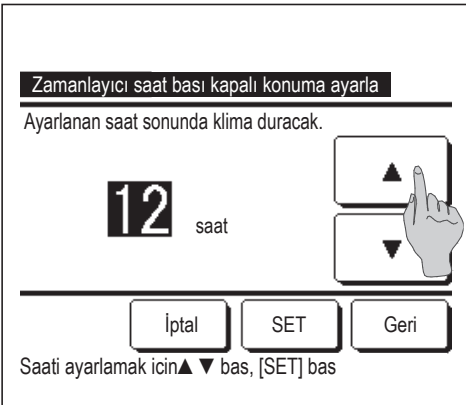 Zamanlayıcı saat bası kapalı konuma ayarla
Ayarlanan saat sonunda klima duracak.
▲
12 saat
▼
İptal SET Geri
Saati ayarlamak icin▲ ▼ bas, [SET] bas